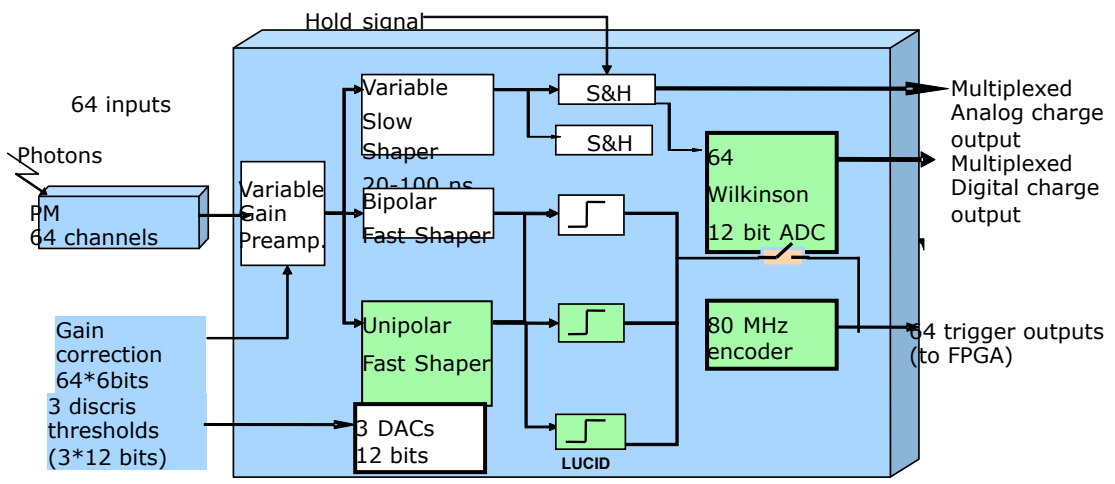 Hold signal
64 inputs
Photons
PM
64 channels
Variable
Gain
Preamp.
Variable
Slow
Shaper
20-100 ns
Bipolar
Fast Shaper
Unipolar
Fast Shaper
3 DACs
12 bits
S&H
S&H
LUCID
64
Wilkinson
12 bit ADC
80 MHz
encoder
Gain
correction
64*6bits
3 discris
thresholds
(3*12 bits)
Multiplexed
Analog charge
output
Multiplexed
Digital charge
output
64 trigger outputs
(to FPGA)